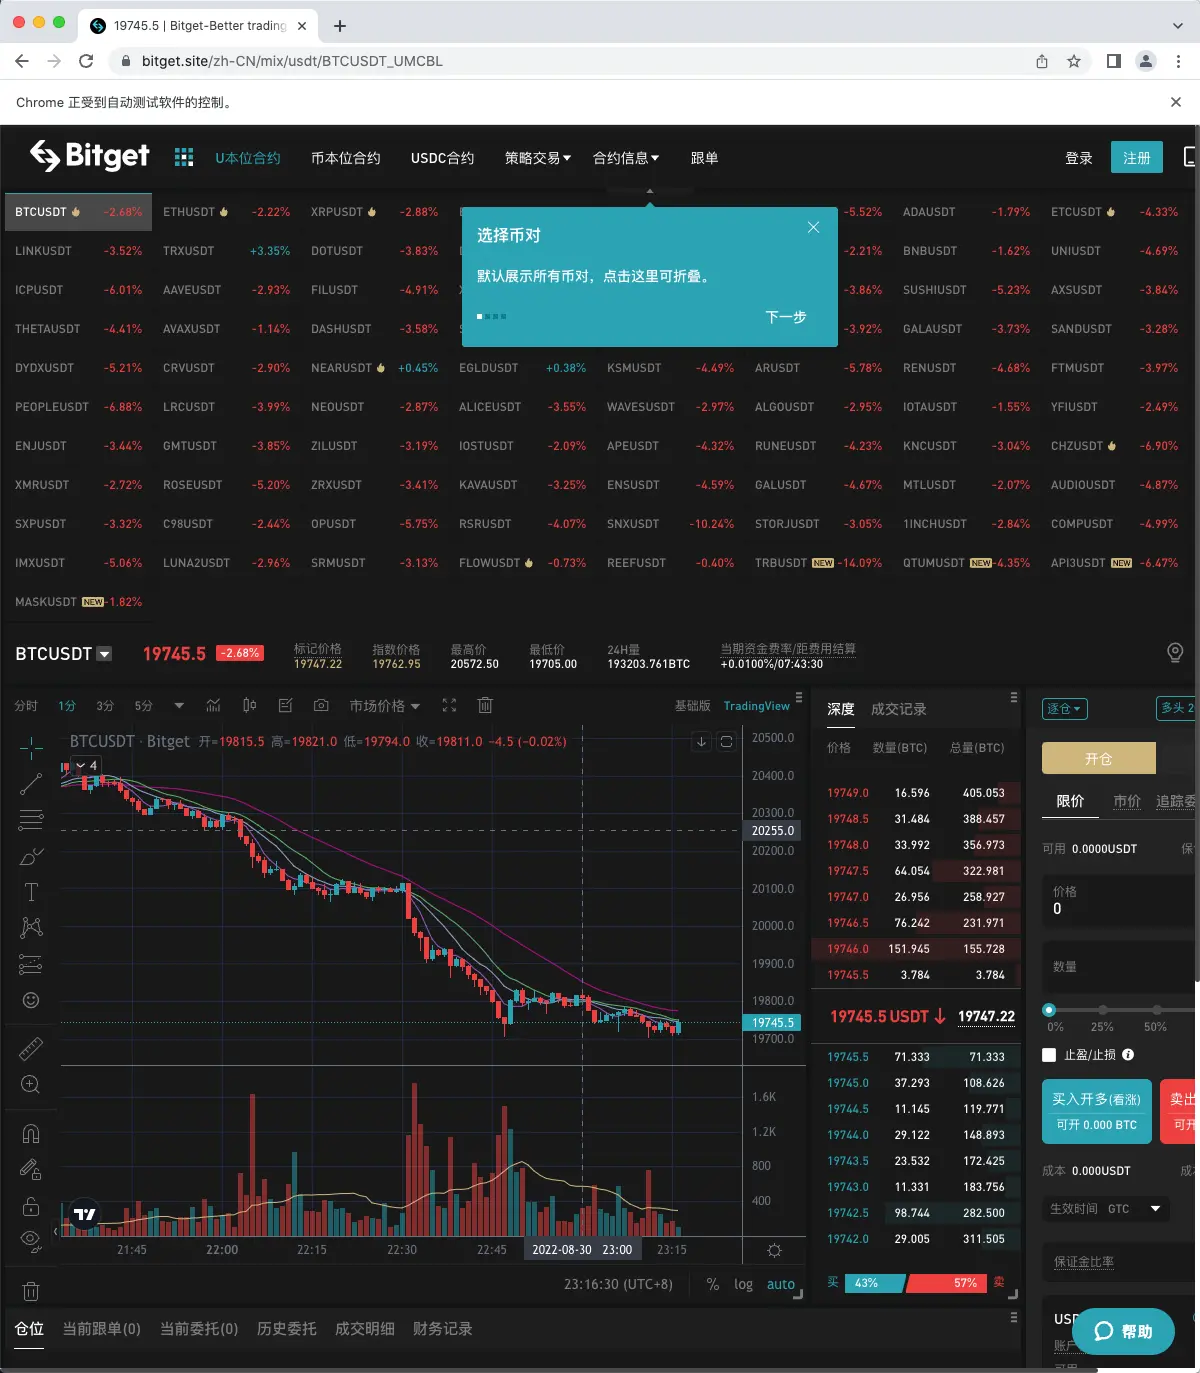 19745.5 | Bitget-Better trading
bitget.site/zh-CN/mix/usdt/BTCUSDT_UMCBL
Chrome 正受到自动测试软件的控制。
Bitget U本位合约 币本位合约 USDC合约 策略交易 合约信息 跟单 登录 注册
BTCUSDT -2.68% ETHUSDT -2.22% XRPUSDT -2.88% -5.52% ADAUSDT -1.79% ETCUSDT -4.33%
选择币对
LINKUSDT -3.52% TRXUSDT +3.35% DOTUSDT -3.83% -2.21% BNBUSDT -1.62% UNIUSDT -4.69%
默认展示所有币对，点击这里可折叠。
ICPUSDT -6.01% AAVEUSDT -2.93% FILUSDT -4.91% -3.86% SUSHIUSDT -5.23% AXSUSDT -3.84%
下一步
THETAUSDT -4.41% AVAXUSDT -1.14% DASHUSDT -3.58% -3.92% GALAUSDT -3.73% SANDUSDT -3.28%
DYDXUSDT -5.21% CRVUSDT -2.90% NEARUSDT +0.45% EGLDUSDT +0.38% KSMUSDT -4.49% ARUSDT -5.78% RENUSDT -4.68% FTMUSDT -3.97%
PEOPLEUSDT -6.88% LRCUSDT -3.99% NEOUSDT -2.87% ALICEUSDT -3.55% WAVESUSDT -2.97% ALGOUSDT -2.95% IOTAUSDT -1.55% YFIUSDT -2.49%
ENJUSDT -3.44% GMTUSDT -3.85% ZILUSDT -3.19% IOSTUSDT -2.09% APEUSDT -4.32% RUNEUSDT -4.23% KNCUSDT -3.04% CHZUSDT -6.90%
XMRUSDT -2.72% ROSEUSDT -5.20% ZRXUSDT -3.41% KAVAUSDT -3.25% ENSUSDT -4.59% GALUSDT -4.67% MTLUSDT -2.07% AUDIOUSDT -4.87%
SXPUSDT -3.32% C98USDT -2.44% OPUSDT -5.75% RSRUSDT -4.07% SNXUSDT -10.24% STORJUSDT -3.05% 1INCHUSDT -2.84% COMPUSDT -4.99%
IMXUSDT -5.06% LUNA2USDT -2.96% SRMUSDT -3.13% FLOWUSDT -0.73% REEFUSDT -0.40% TRBUSDT NEW -14.09% QTUMUSDT NEW -4.35% API3USDT NEW -6.47%
MASKUSDT NEW -1.82%
BTCUSDT 19745.5 -2.68%
标记价格 指数价格 最高价 最低价 24H量 当期资金费率/距费用结算
19747.22 19762.95 20572.50 19705.00 193203.761BTC +0.0100%/07:43:30
分时 1分 3分 5分 市场价格 基础版 TradingView
BTCUSDT · Bitget 开=19815.5 高=19821.0 低=19794.0 收=19811.0 -4.5 (-0.02%)
4
20500.0
20400.0
20300.0
20255.0
20200.0
20100.0
20000.0
19900.0
19800.0
19745.5
19700.0
1.6K
1.2K
800
400
21:45 22:00 22:15 22:30 22:45 2022-08-30 23:00 23:15
23:16:30 (UTC+8) % log auto
深度 成交记录
价格 数量(BTC) 总量(BTC)
19749.0 16.596 405.053
19748.5 31.484 388.457
19748.0 33.992 356.973
19747.5 64.054 322.981
19747.0 26.956 258.927
19746.5 76.242 231.971
19746.0 151.945 155.728
19745.5 3.784 3.784
19745.5 USDT ↓ 19747.22
19745.5 71.333 71.333
19745.0 37.293 108.626
19744.5 11.145 119.771
19744.0 29.122 148.893
19743.5 23.532 172.425
19743.0 11.331 183.756
19742.5 98.744 282.500
19742.0 29.005 311.505
买 43% 57% 卖
逐仓 多头 2
开仓
限价 市价 追踪委
可用 0.0000USDT 保
价格
0
数量
0% 25% 50%
止盈/止损
买入开多(看涨) 卖出
可开 0.000 BTC 可开
成本 0.000USDT 成本
生效时间 GTC
保证金比率
USD
账户
帮助
仓位 当前跟单(0) 当前委托(0) 历史委托 成交明细 财务记录